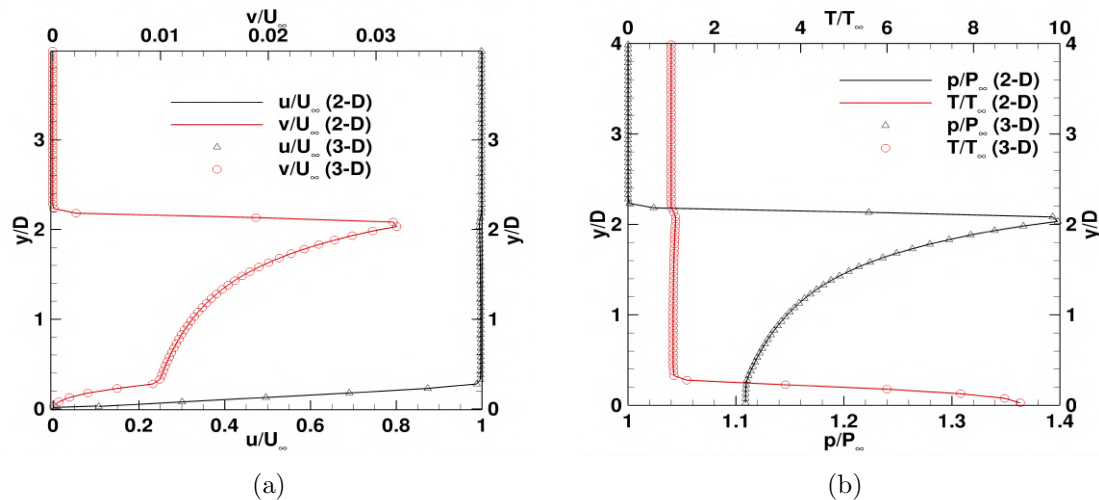 v/U∞
0 0.01 0.02 0.03
u/U∞ (2-D)
v/U∞ (2-D)
u/U∞ (3-D)
v/U∞ (3-D)
y/D
3
2
1
0
y/D
3
2
1
0
0 0.2 0.4 0.6 0.8 1
u/U∞
(a)
T/T∞
0 2 4 6 8 10
p/P∞ (2-D)
T/T∞ (2-D)
p/P∞ (3-D)
T/T∞ (3-D)
y/D
4
3
2
1
0
y/D
4
3
2
1
0
1 1.1 1.2 1.3 1.4
p/P∞
(b)